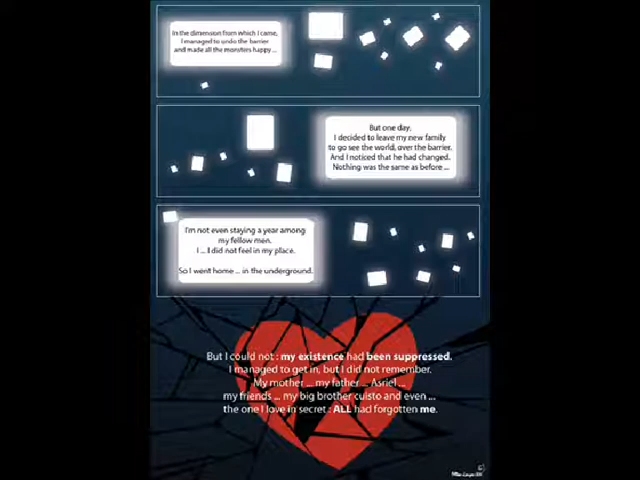 In the dimension from which I came,
I managed to undo the barrier
and made all the monsters happy ...
But one day,
I decided to leave my new family
to go see the world, over the barrier.
And I noticed that he had changed.
Nothing was the same as before ...
I'm not even staying a year among
my fellow men.
I ... I did not feel in my place.
So I went home ... in the underground.
But I could not : my existence had been suppressed.
I managed to get in, but I did not remember.
My mother ... my father ... Asriel ...
my friends ... my big brother cuisto and even ...
the one I love in secret : ALL had forgotten me.